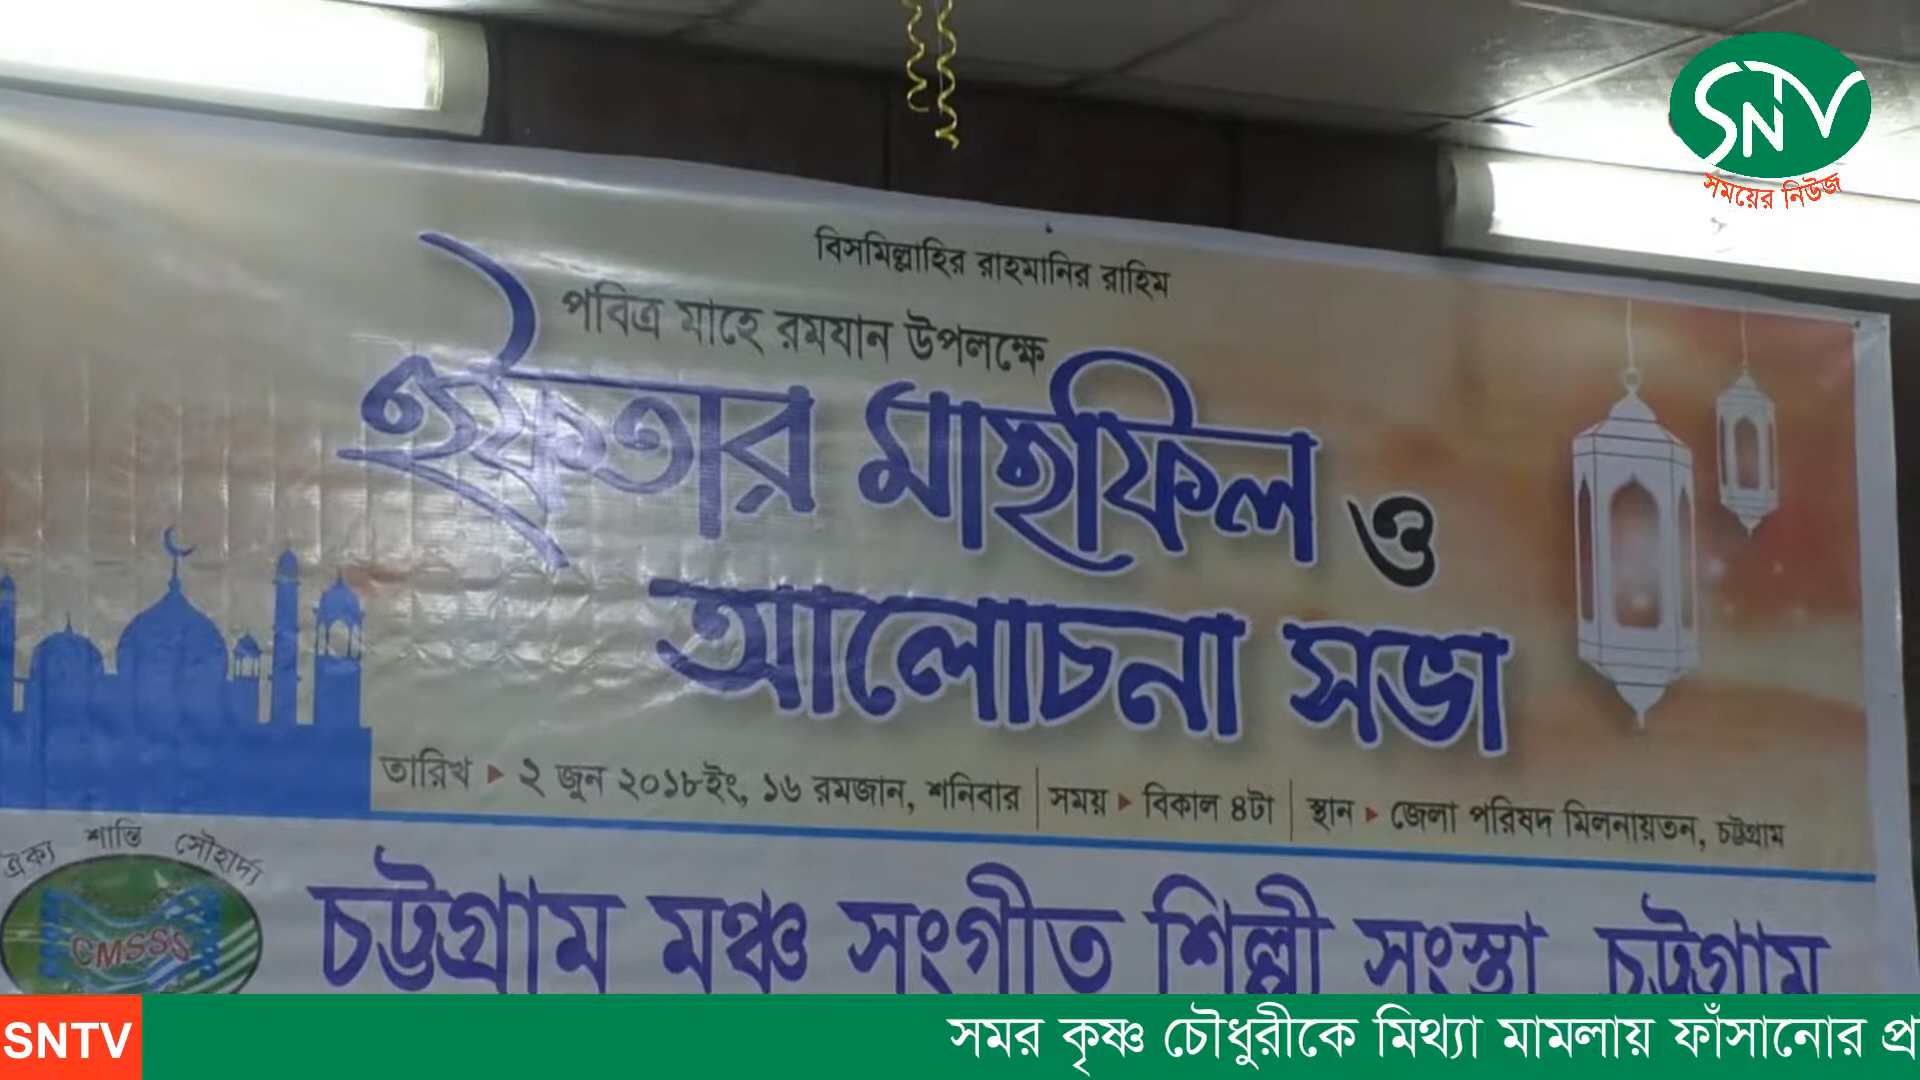 SNTV
সময়ের নিউজ
বিসমিল্লাহির রাহমানির রাহিম
পবিত্র মাহে রমযান উপলক্ষে
ইফতার মাহফিল ও
আলোচনা সভা
তারিখ ▸ ২ জুন ২০১৮ইং, ১৬ রমজান, শনিবার | সময় ▸ বিকাল ৪টা | স্থান ▸ জেলা পরিষদ মিলনায়তন, চট্টগ্রাম
ঐক্য শান্তি সৌহার্দ্য
CMSSS
চট্টগ্রাম মঞ্চ সংগীত শিল্পী সংস্থা চট্টগ্রাম
SNTV
সমর কৃষ্ণ চৌধুরীকে মিথ্যা মামলায় ফাঁসানোর প্র